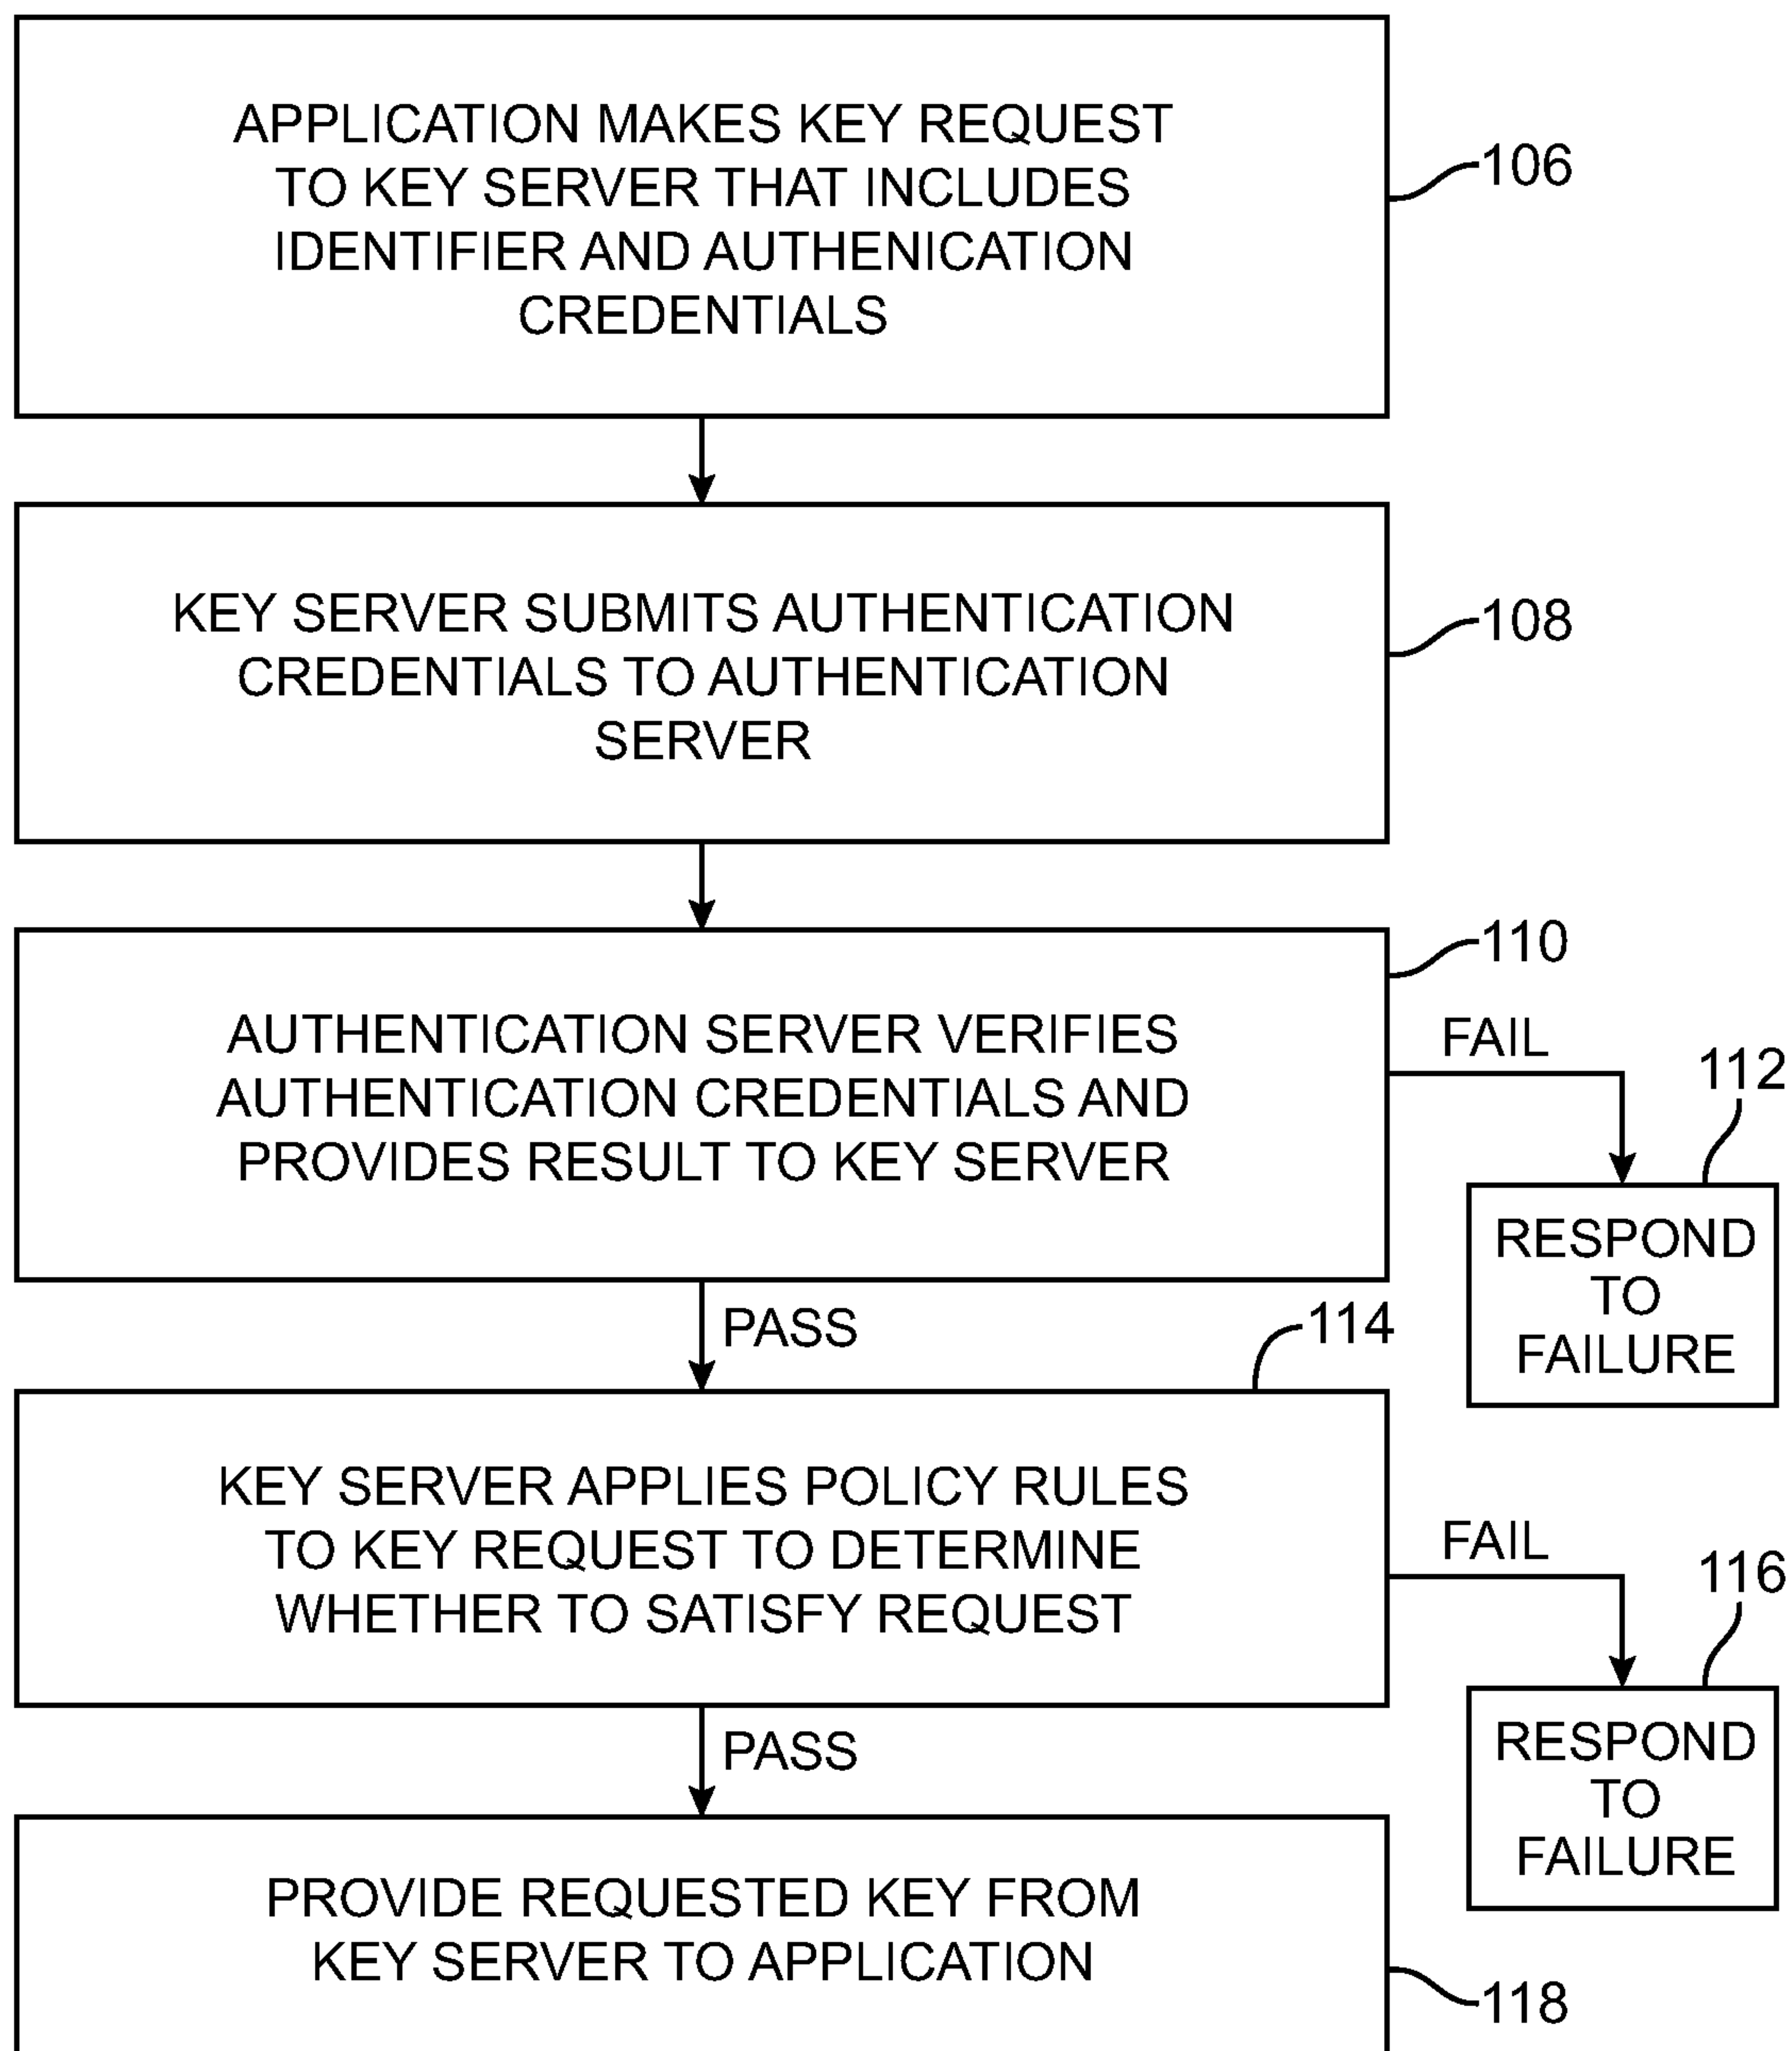 APPLICATION MAKES KEY REQUEST
TO KEY SERVER THAT INCLUDES
IDENTIFIER AND AUTHENICATION
CREDENTIALS
106
KEY SERVER SUBMITS AUTHENTICATION
CREDENTIALS TO AUTHENTICATION
SERVER
108
110
AUTHENTICATION SERVER VERIFIES
AUTHENTICATION CREDENTIALS AND
PROVIDES RESULT TO KEY SERVER
FAIL
112
RESPOND
TO
FAILURE
PASS
114
KEY SERVER APPLIES POLICY RULES
TO KEY REQUEST TO DETERMINE
WHETHER TO SATISFY REQUEST
FAIL
116
RESPOND
TO
FAILURE
PASS
PROVIDE REQUESTED KEY FROM
KEY SERVER TO APPLICATION
118